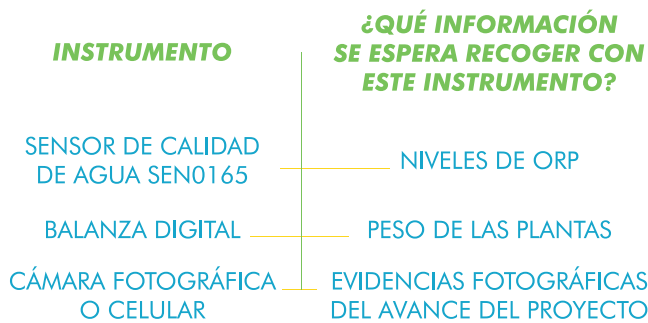 INSTRUMENTO
¿QUÉ INFORMACIÓN
SE ESPERA RECOGER CON
ESTE INSTRUMENTO?
SENSOR DE CALIDAD
DE AGUA SEN0165
NIVELES DE ORP
BALANZA DIGITAL
PESO DE LAS PLANTAS
CÁMARA FOTOGRÁFICA
O CELULAR
EVIDENCIAS FOTOGRÁFICAS
DEL AVANCE DEL PROYECTO